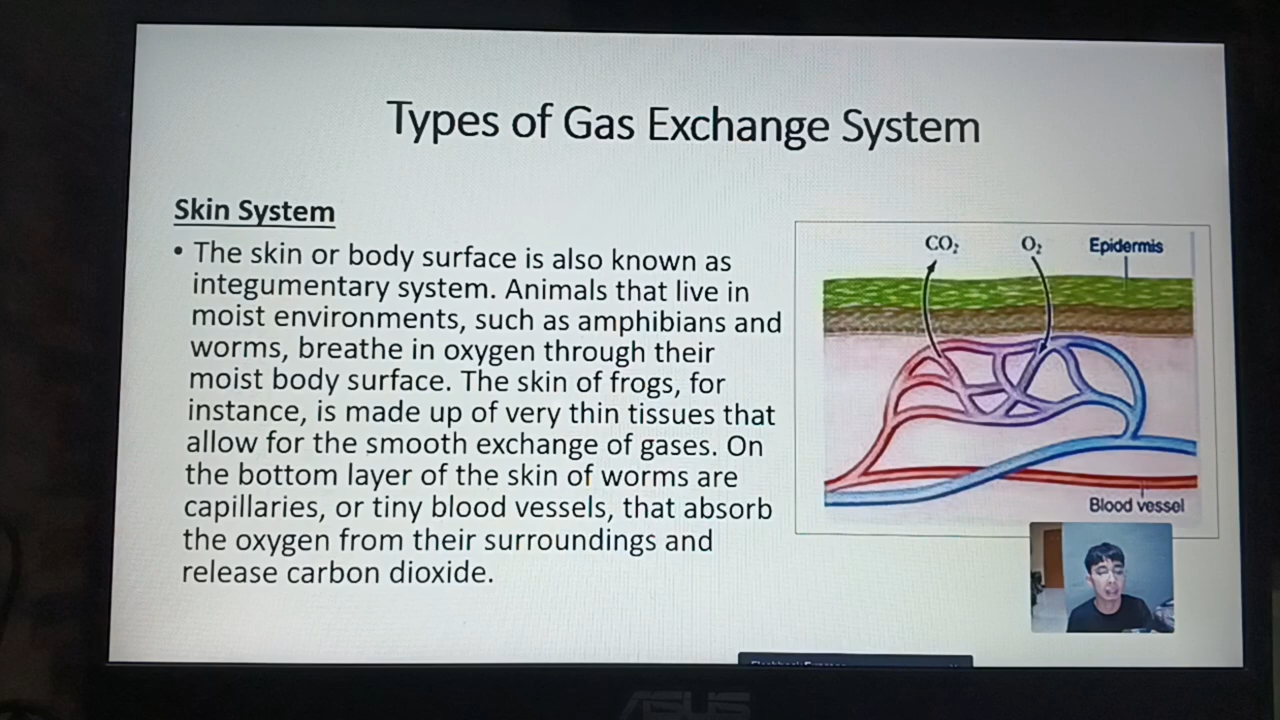 Types of Gas Exchange System
Skin System
• The skin or body surface is also known as
integumentary system. Animals that live in
moist environments, such as amphibians and
worms, breathe in oxygen through their
moist body surface. The skin of frogs, for
instance, is made up of very thin tissues that
allow for the smooth exchange of gases. On
the bottom layer of the skin of worms are
capillaries, or tiny blood vessels, that absorb
the oxygen from their surroundings and
release carbon dioxide.
CO₂ O₂ Epidermis
Blood vessel
ASUS